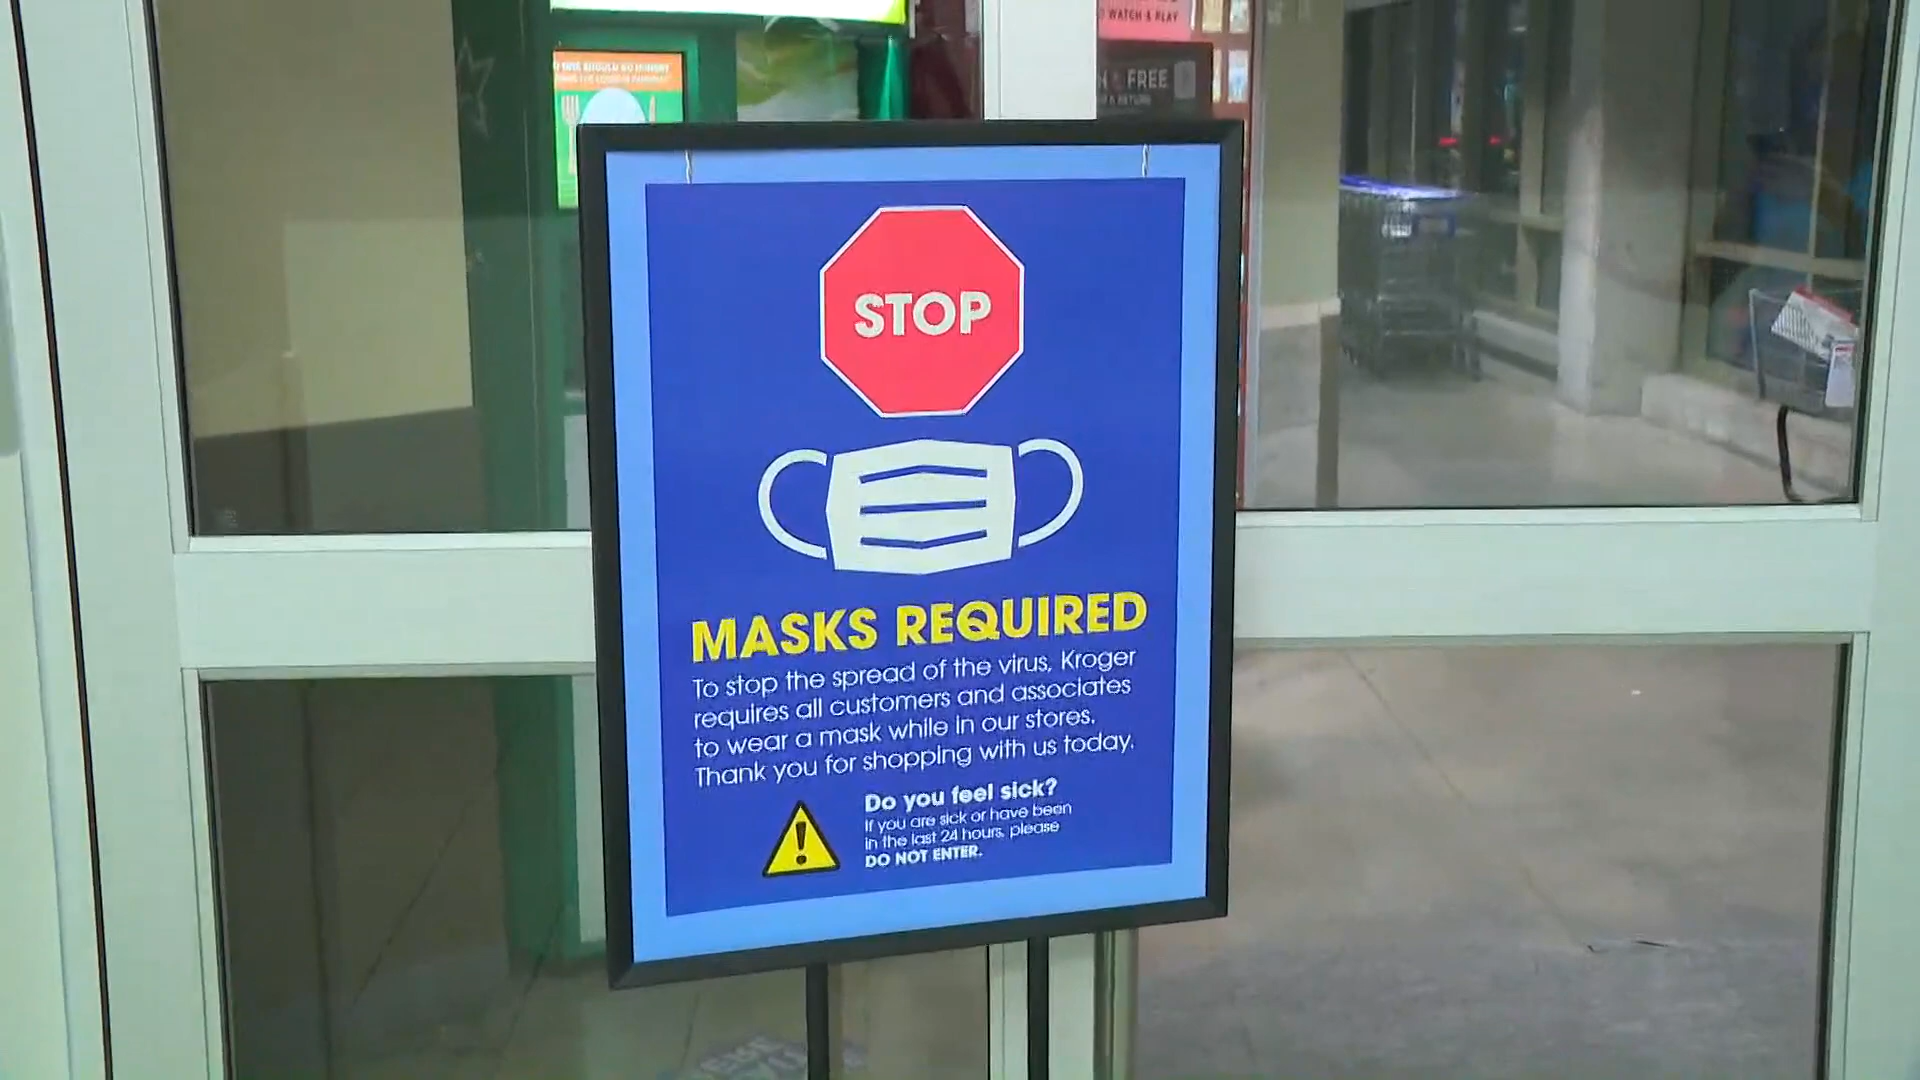 WATCH & PLAY
FREE
& RETURN
STOP
MASKS REQUIRED
To stop the spread of the virus, Kroger
requires all customers and associates
to wear a mask while in our stores.
Thank you for shopping with us today.
Do you feel sick?
If you are sick or have been
in the last 24 hours, please
DO NOT ENTER.